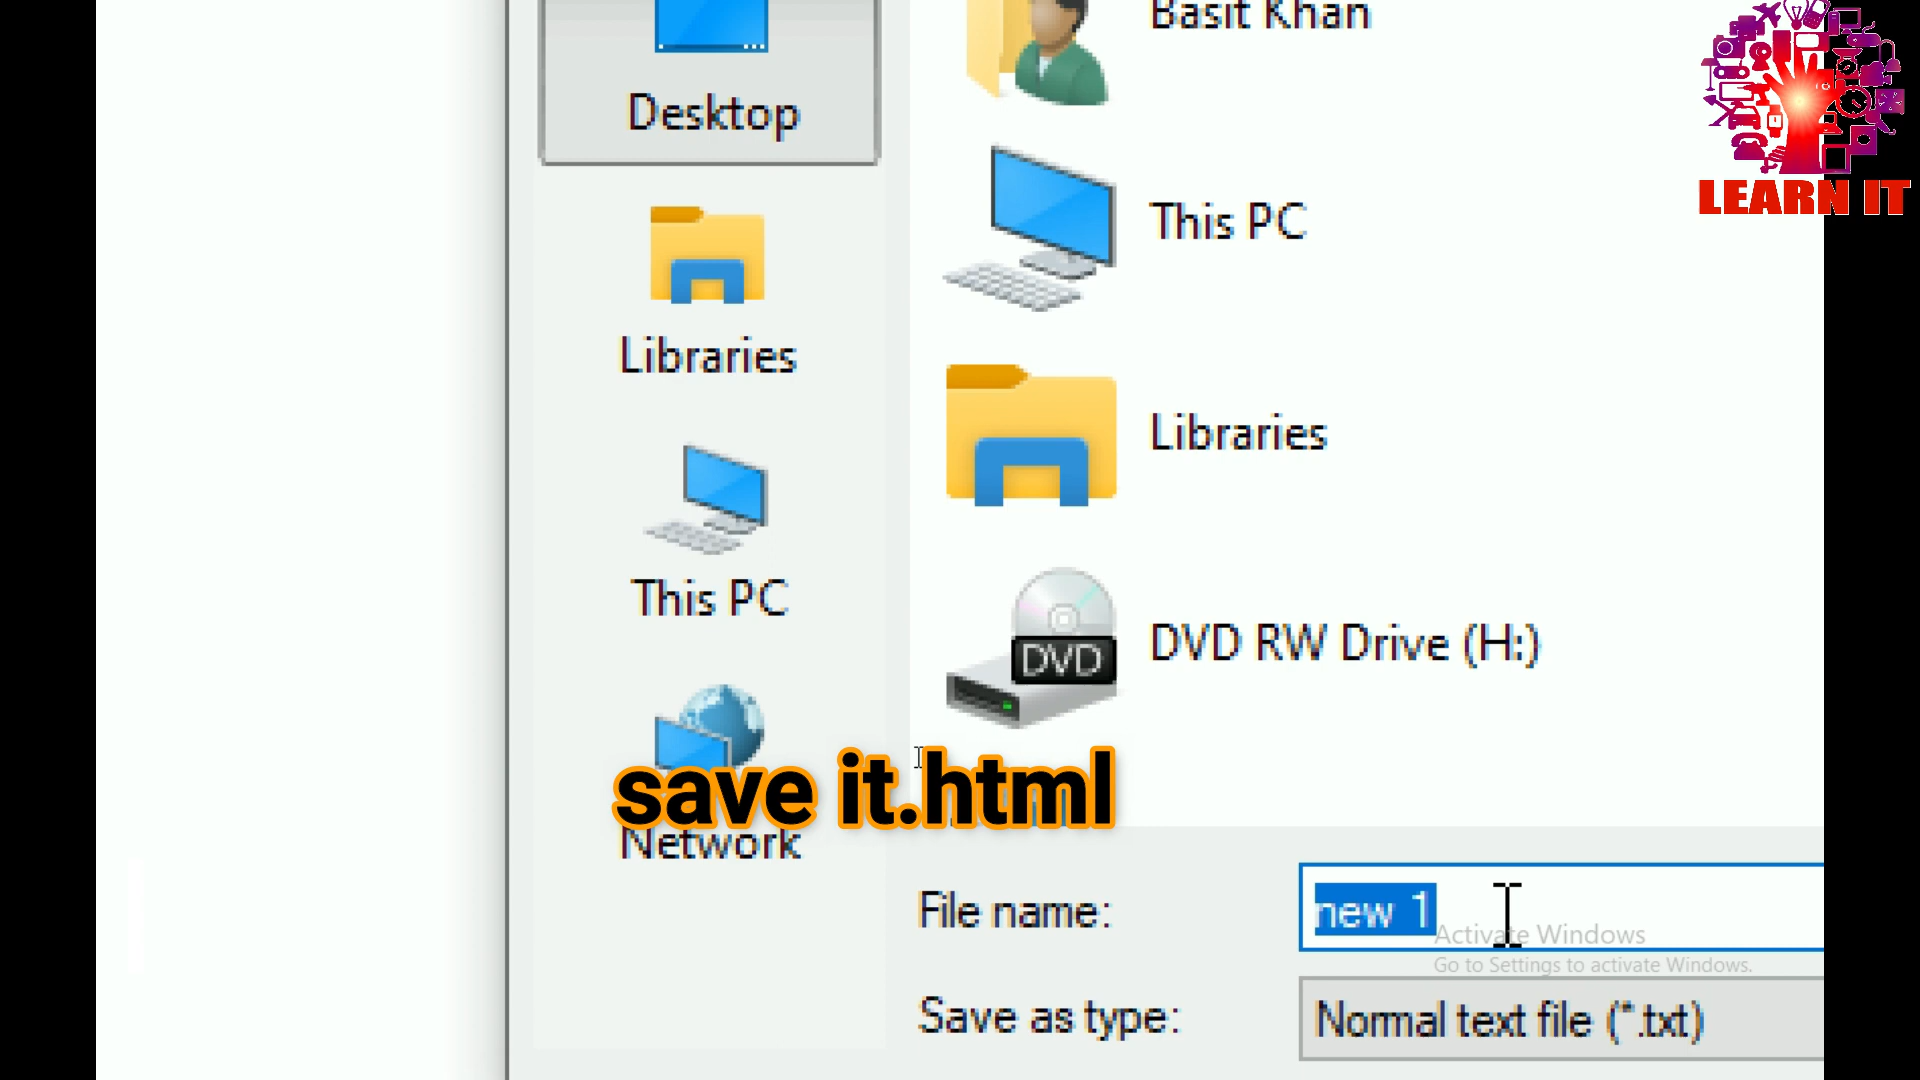 Basit Khan
LEARN IT
Desktop
This PC
Libraries
Libraries
This PC
DVD
DVD RW Drive (H:)
save it.html
Network
File name:
new 1
Activate Windows
Go to Settings to activate Windows.
Save as type:
Normal text file (*.txt)